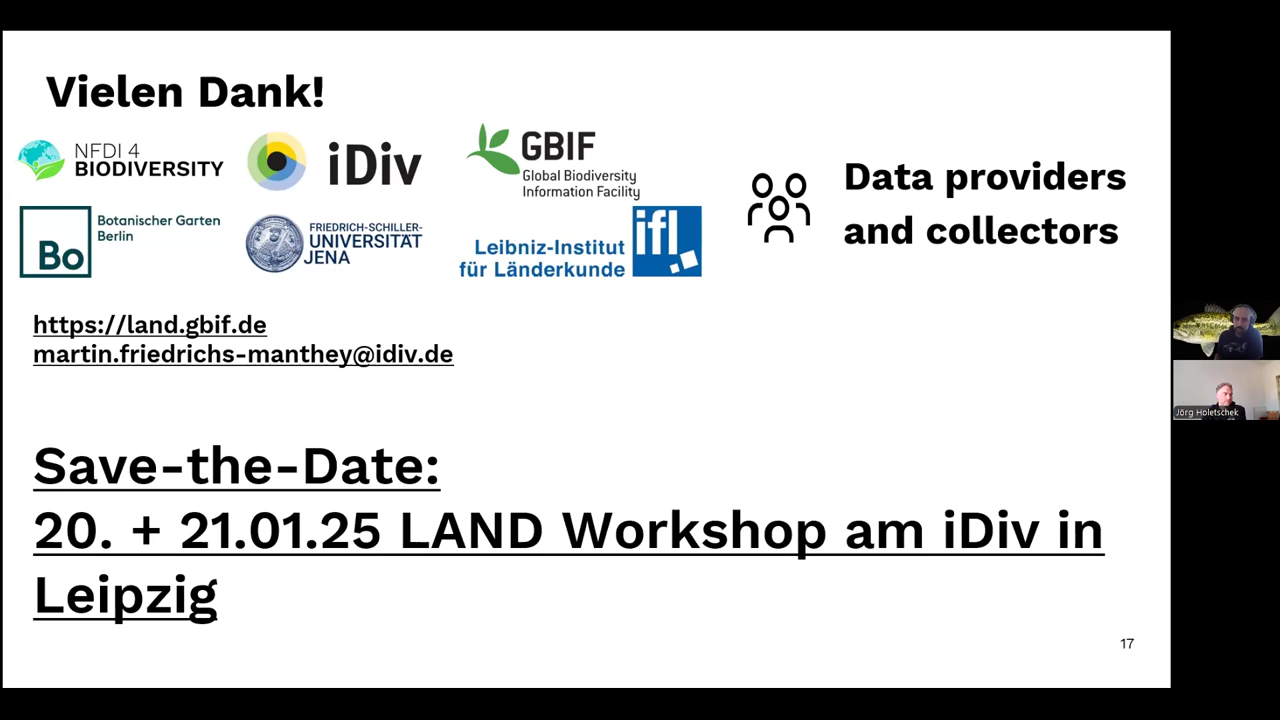 Vielen Dank!
NFDI 4
BIODIVERSITY
iDiv
GBIF
Global Biodiversity
Information Facility
Data providers
and collectors
Bo
Botanischer Garten
Berlin
FRIEDRICH-SCHILLER-
UNIVERSITÄT
JENA
Leibniz-Institut
für Länderkunde
ifl
https://land.gbif.de
martin.friedrichs-manthey@idiv.de
Jörg Holetschek
Save-the-Date:
20. + 21.01.25 LAND Workshop am iDiv in
Leipzig
17